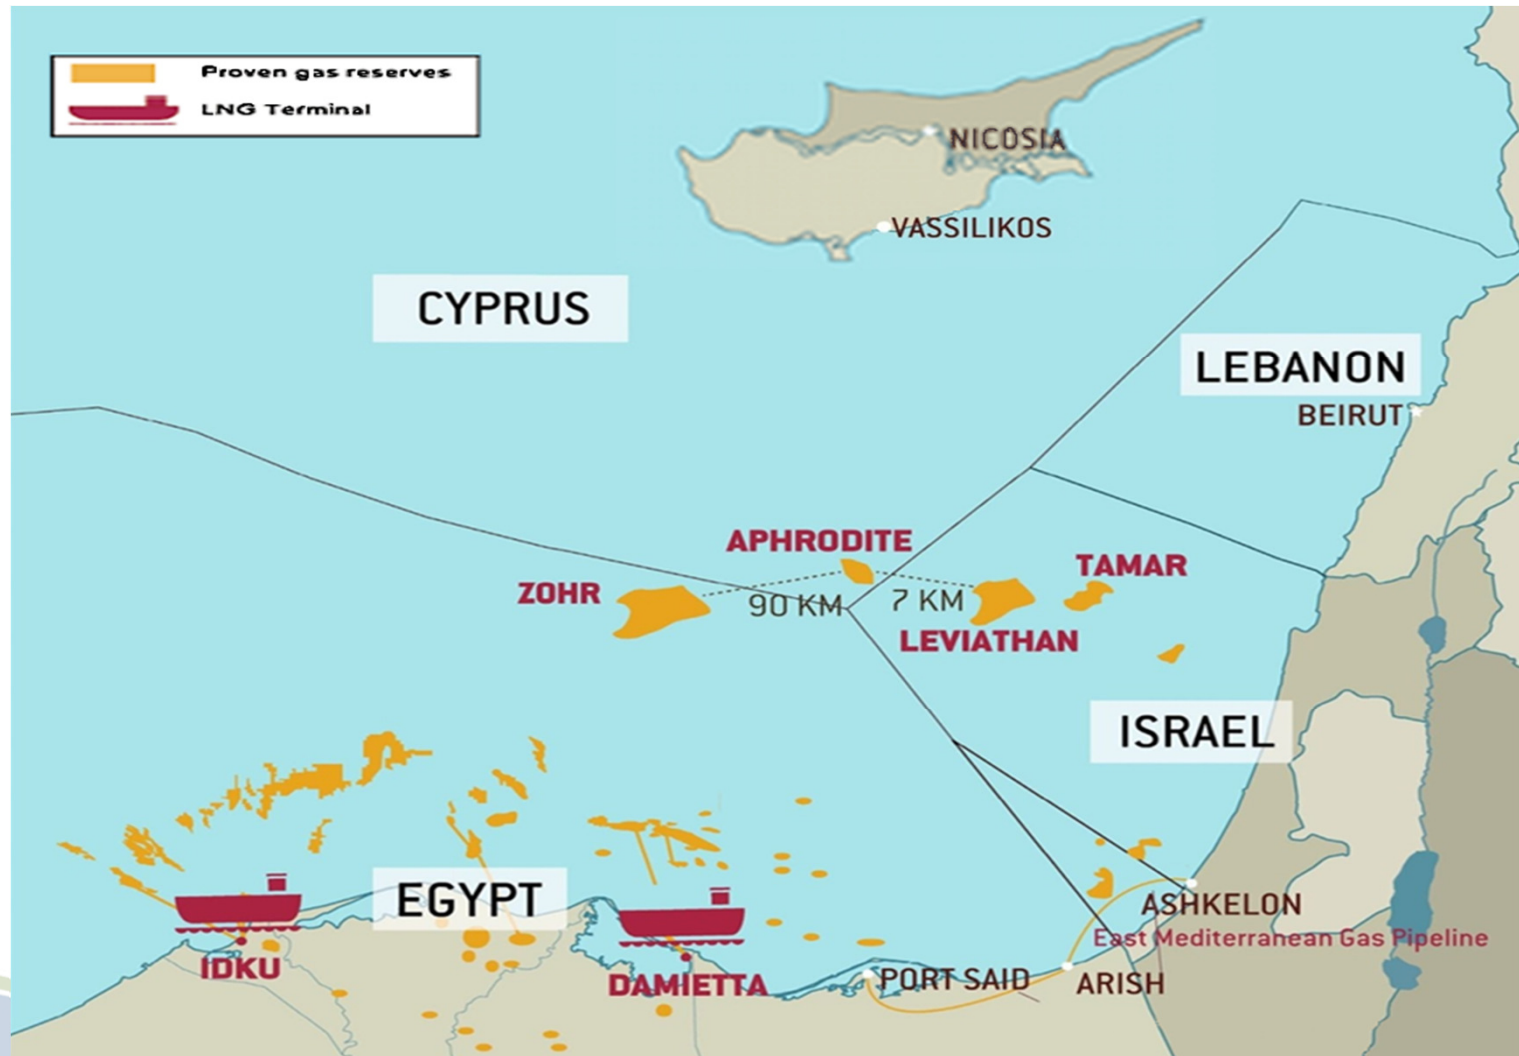 Proven gas reserves
LNG Terminal
NICOSIA
VASSILIKOS
CYPRUS
LEBANON
BEIRUT
APHRODITE
TAMAR
ZOHR
90 KM
7 KM
LEVIATHAN
ISRAEL
EGYPT
ASHKELON
East Mediterranean Gas Pipeline
IDKU
DAMIETTA
PORT SAID
ARISH